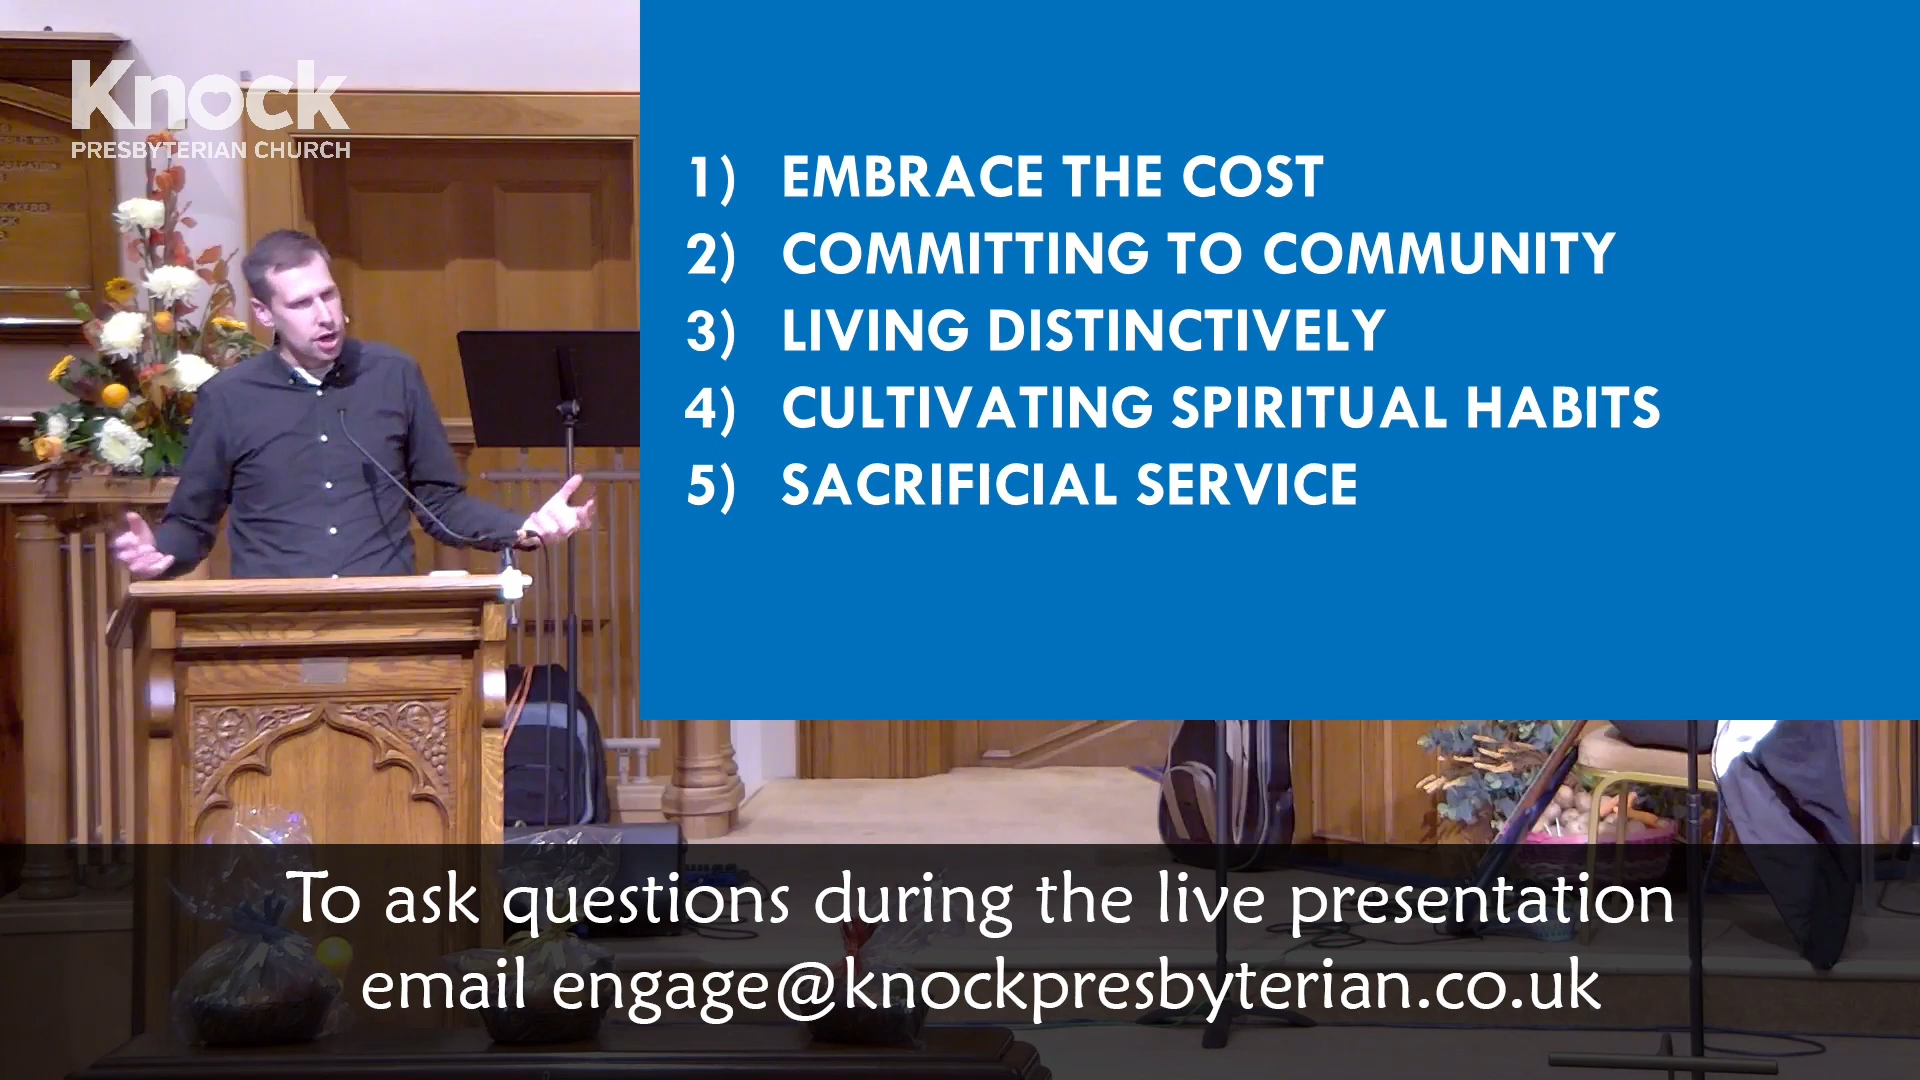 Knock
PRESBYTERIAN CHURCH
1) EMBRACE THE COST
2) COMMITTING TO COMMUNITY
3) LIVING DISTINCTIVELY
4) CULTIVATING SPIRITUAL HABITS
5) SACRIFICIAL SERVICE
To ask questions during the live presentation
email engage@knockpresbyterian.co.uk